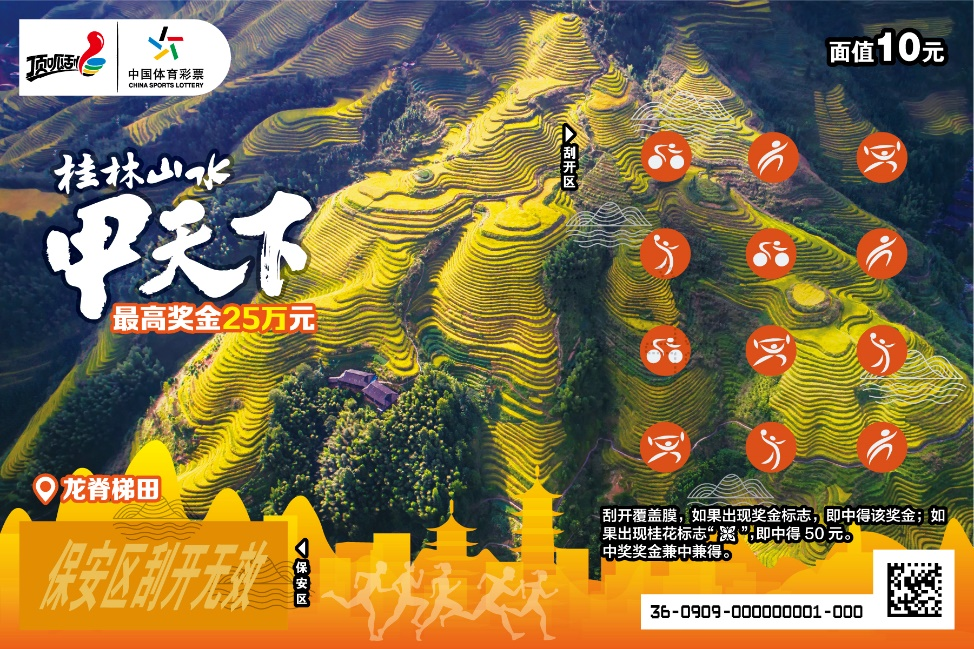 顶呱刮
中国体育彩票
CHINA SPORTS LOTTERY
面值10元
桂林山水
甲天下
最高奖金25万元
刮开区
龙脊梯田
保安区刮开无效
保安区
刮开覆盖膜，如果出现奖金标志，即中得该奖金；如
果出现桂花标志“ ”，即中得 50 元。
中奖奖金兼中兼得。
36-0909-000000001-000